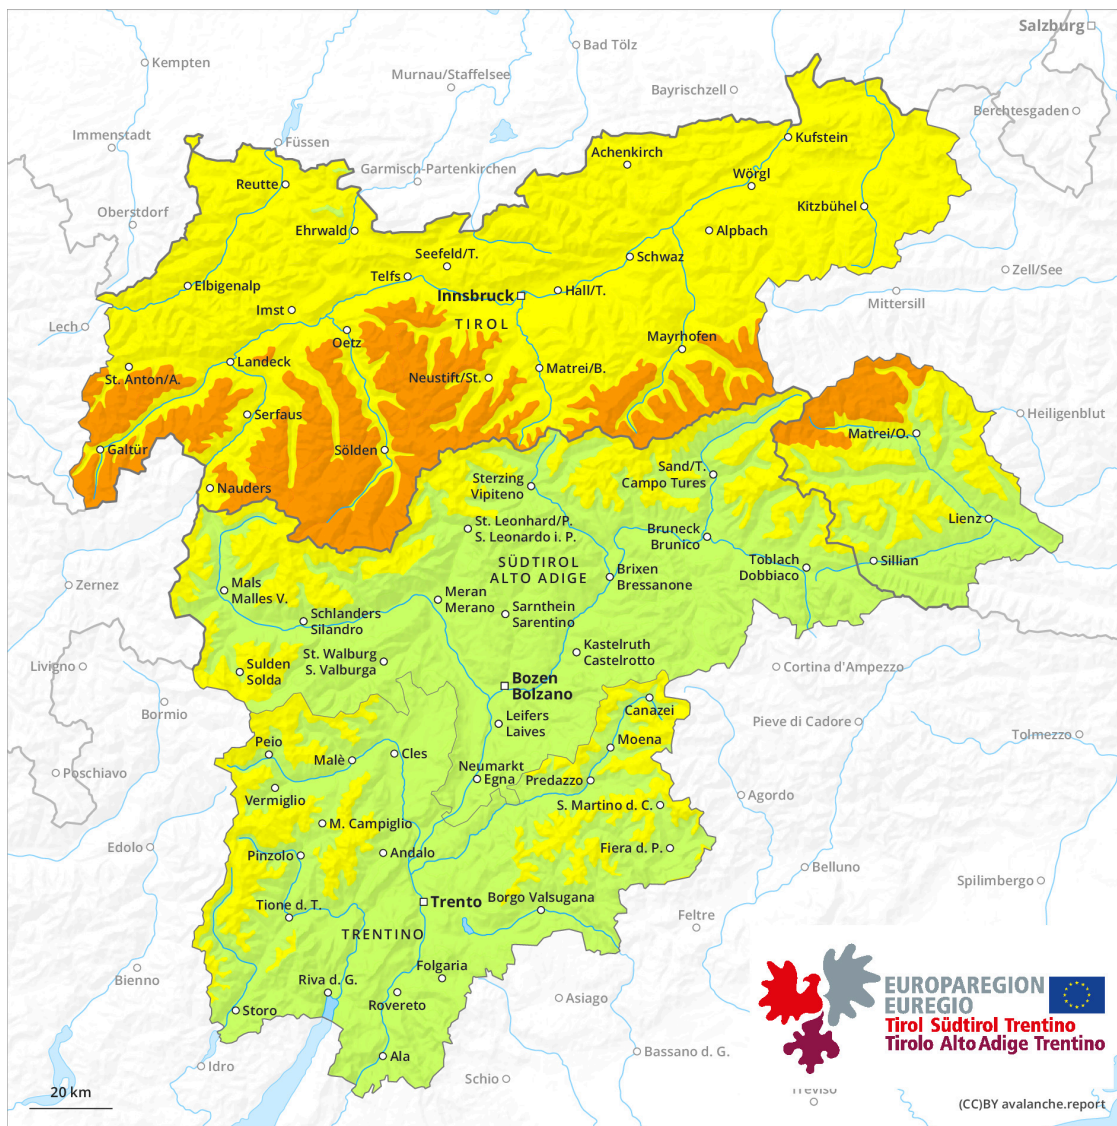 Salzburg
Bad Tölz
Kempten
Murnau/Staffelsee
Bayrischzell
Berchtesgaden
Immenstadt
Füssen
Kufstein
Achenkirch
Garmisch-Partenkirchen
Wörgl
Reutte
Kitzbühel
Oberstdorf
Ehrwald
Alpbach
Seefeld/T.
Schwaz
Zell/See
Telfs
Elbigenalp
Hall/T.
Innsbruck
Mittersill
Imst
TIROL
Lech
Oetz
Mayrhofen
Landeck
Matrei/B.
St. Anton/A.
Neustift/St.
Serfaus
Heiligenblut
Matrei/O.
Galtür
Sölden
Sand/T.
Campo Tures
Sterzing
Vipiteno
Nauders
Lienz
St. Leonhard/P.
S. Leonardo i. P.
Bruneck
Brunico
SÜDTIROL
ALTO ADIGE
Toblach
Dobbiaco
Sillian
Brixen
Bressanone
Zernez
Mals
Malles V.
Meran
Merano
Sarnthein
Sarentino
Schlanders
Silandro
Kastelruth
Castelrotto
St. Walburg
S. Valburga
Livigno
Sulden
Solda
Cortina d'Ampezzo
Bozen
Bolzano
Bormio
Canazei
Leifers
Laives
Pieve di Cadore
Tolmezzo
Peio
Moena
Cles
Malè
Poschiavo
Neumarkt
Egna
Predazzo
Vermiglio
Agordo
S. Martino d. C.
M. Campiglio
Edolo
Pinzolo
Andalo
Fiera d. P.
Belluno
Spilimbergo
Trento
Borgo Valsugana
Tione d. T.
Feltre
TRENTINO
Bienno
Folgaria
Riva d. G.
Rovereto
Asiago
Storo
EUROPAREGION
EUREGIO
Tirol Südtirol Trentino
Tirolo Alto Adige Trentino
Ala
Bassano d. G.
Idro
Schio
Treviso
20 km
(CC)BY avalanche.report